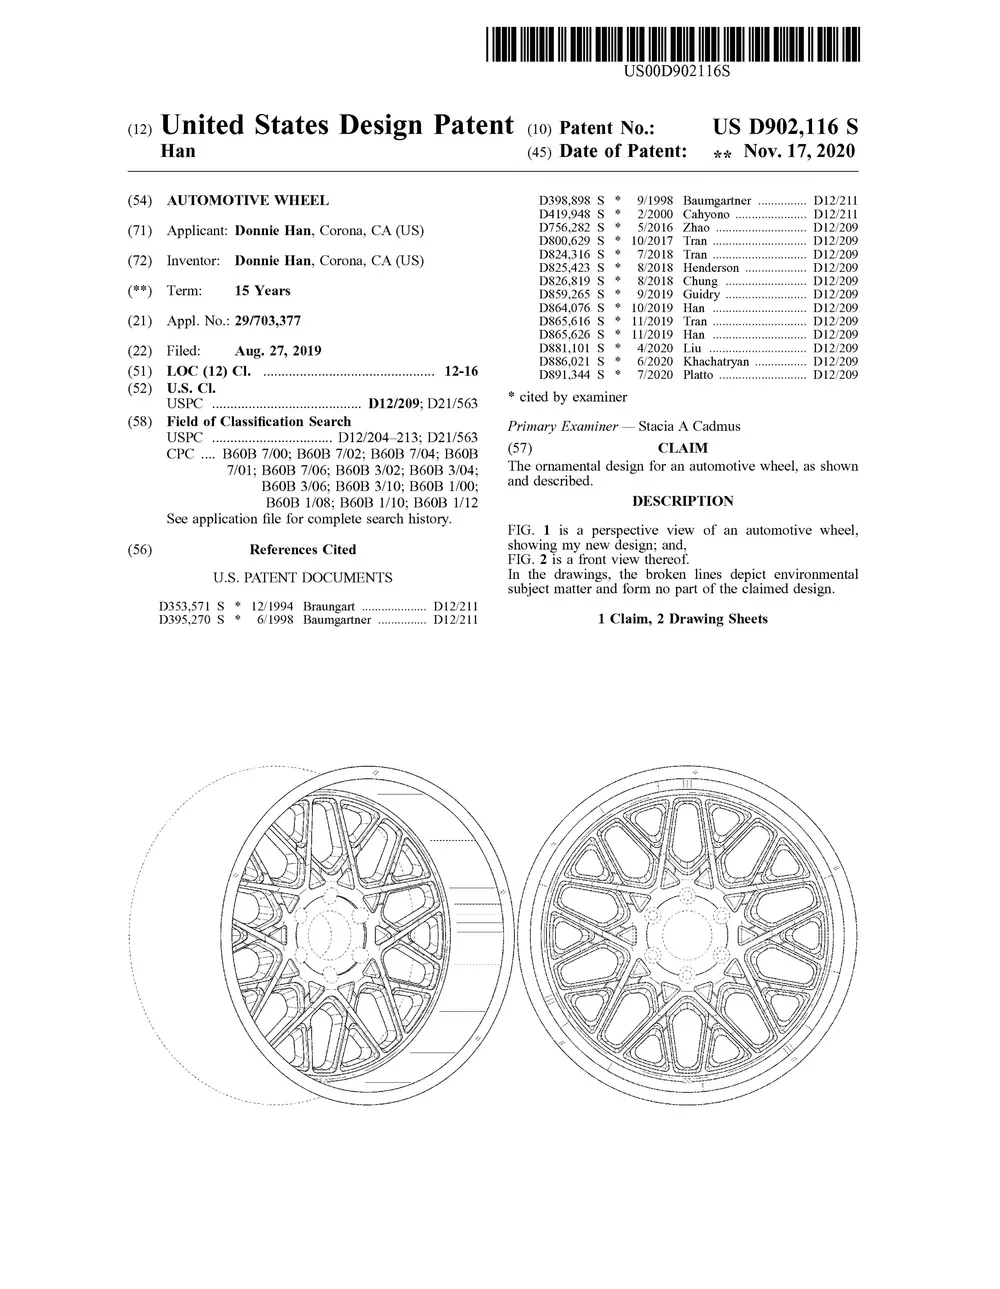 US00D902116S
(12) United States Design Patent
Han
(10) Patent No.: US D902,116 S
(45) Date of Patent: ** Nov. 17, 2020
(54) AUTOMOTIVE WHEEL
(71) Applicant: Donnie Han, Corona, CA (US)
(72) Inventor: Donnie Han, Corona, CA (US)
(**) Term: 15 Years
(21) Appl. No.: 29/703,377
(22) Filed: Aug. 27, 2019
(51) LOC (12) Cl. ............................................... 12-16
(52) U.S. Cl.
USPC ......................................... D12/209; D21/563
(58) Field of Classification Search
USPC ................................. D12/204–213; D21/563
CPC .... B60B 7/00; B60B 7/02; B60B 7/04; B60B
7/01; B60B 7/06; B60B 3/02; B60B 3/04;
B60B 3/06; B60B 3/10; B60B 1/00;
B60B 1/08; B60B 1/10; B60B 1/12
See application file for complete search history.
(56) References Cited
U.S. PATENT DOCUMENTS
D353,571 S * 12/1994 Braungart .................... D12/211
D395,270 S * 6/1998 Baumgartner ............... D12/211
D398,898 S * 9/1998 Baumgartner ............... D12/211
D419,948 S * 2/2000 Cahyono ...................... D12/211
D756,282 S * 5/2016 Zhao ............................ D12/209
D800,629 S * 10/2017 Tran ............................. D12/209
D824,316 S * 7/2018 Tran ............................. D12/209
D825,423 S * 8/2018 Henderson ................... D12/209
D826,819 S * 8/2018 Chung ......................... D12/209
D859,265 S * 9/2019 Guidry ......................... D12/209
D864,076 S * 10/2019 Han ............................. D12/209
D865,616 S * 11/2019 Tran ............................. D12/209
D865,626 S * 11/2019 Han ............................. D12/209
D881,101 S * 4/2020 Liu .............................. D12/209
D886,021 S * 6/2020 Khachatryan ................ D12/209
D891,344 S * 7/2020 Platto ........................... D12/209
* cited by examiner
Primary Examiner — Stacia A Cadmus
(57) CLAIM
The ornamental design for an automotive wheel, as shown
and described.
DESCRIPTION
FIG. 1 is a perspective view of an automotive wheel,
showing my new design; and,
FIG. 2 is a front view thereof.
In the drawings, the broken lines depict environmental
subject matter and form no part of the claimed design.
1 Claim, 2 Drawing Sheets